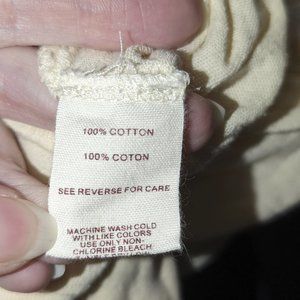 100% COTTON
100% COTON
SEE REVERSE FOR CARE
MACHINE WASH COLD
WITH LIKE COLORS
USE ONLY NON-
CHLORINE BLEACH